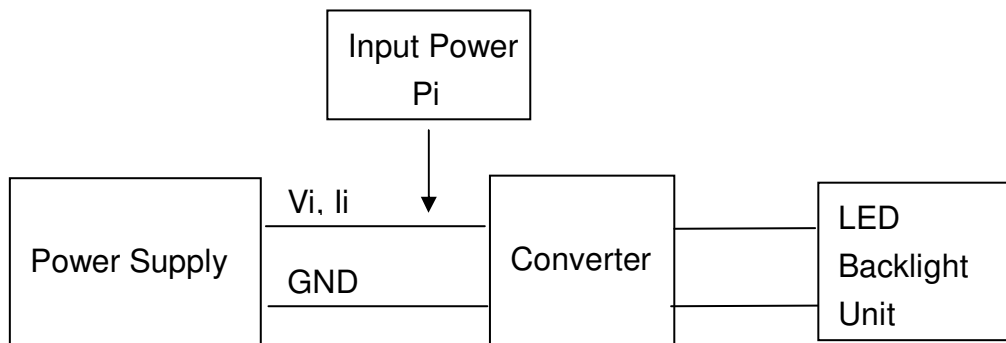 Input Power
Pi
Vi, Ii
Power Supply
GND
Converter
LED
Backlight
Unit